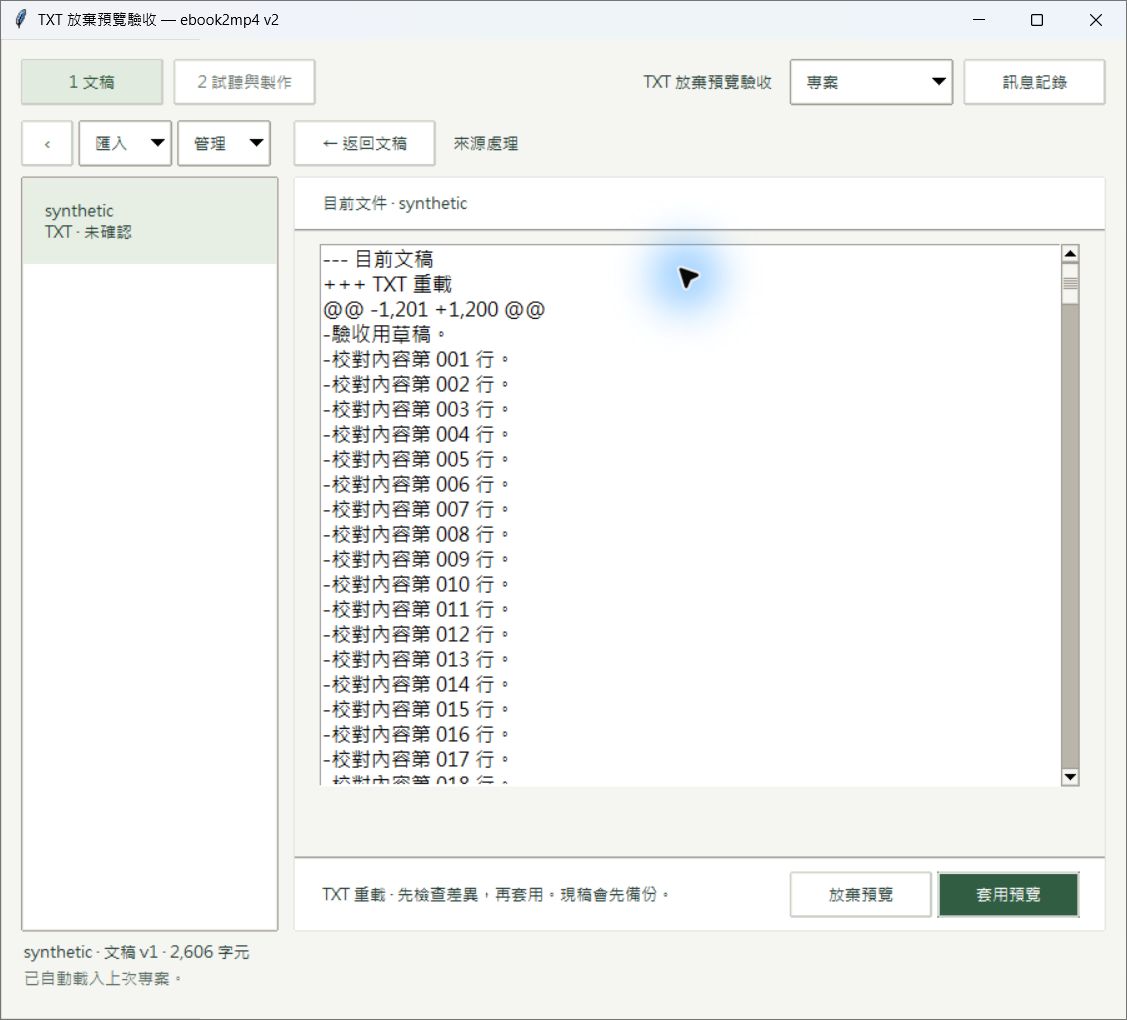 TXT 放棄預覽驗收 — ebook2mp4 v2
1 文稿
2 試聽與製作
TXT 放棄預覽驗收
專案
訊息記錄
‹
匯入
管理
← 返回文稿
來源處理
synthetic
TXT · 未確認
目前文件 · synthetic
--- 目前文稿
+++ TXT 重載
@@ -1,201 +1,200 @@
-驗收用草稿。
-校對內容第 001 行。
-校對內容第 002 行。
-校對內容第 003 行。
-校對內容第 004 行。
-校對內容第 005 行。
-校對內容第 006 行。
-校對內容第 007 行。
-校對內容第 008 行。
-校對內容第 009 行。
-校對內容第 010 行。
-校對內容第 011 行。
-校對內容第 012 行。
-校對內容第 013 行。
-校對內容第 014 行。
-校對內容第 015 行。
-校對內容第 016 行。
-校對內容第 017 行。
-校對內容第 018 行。
TXT 重載 · 先檢查差異，再套用。現稿會先備份。
放棄預覽
套用預覽
synthetic · 文稿 v1 · 2,606 字元
已自動載入上次專案。